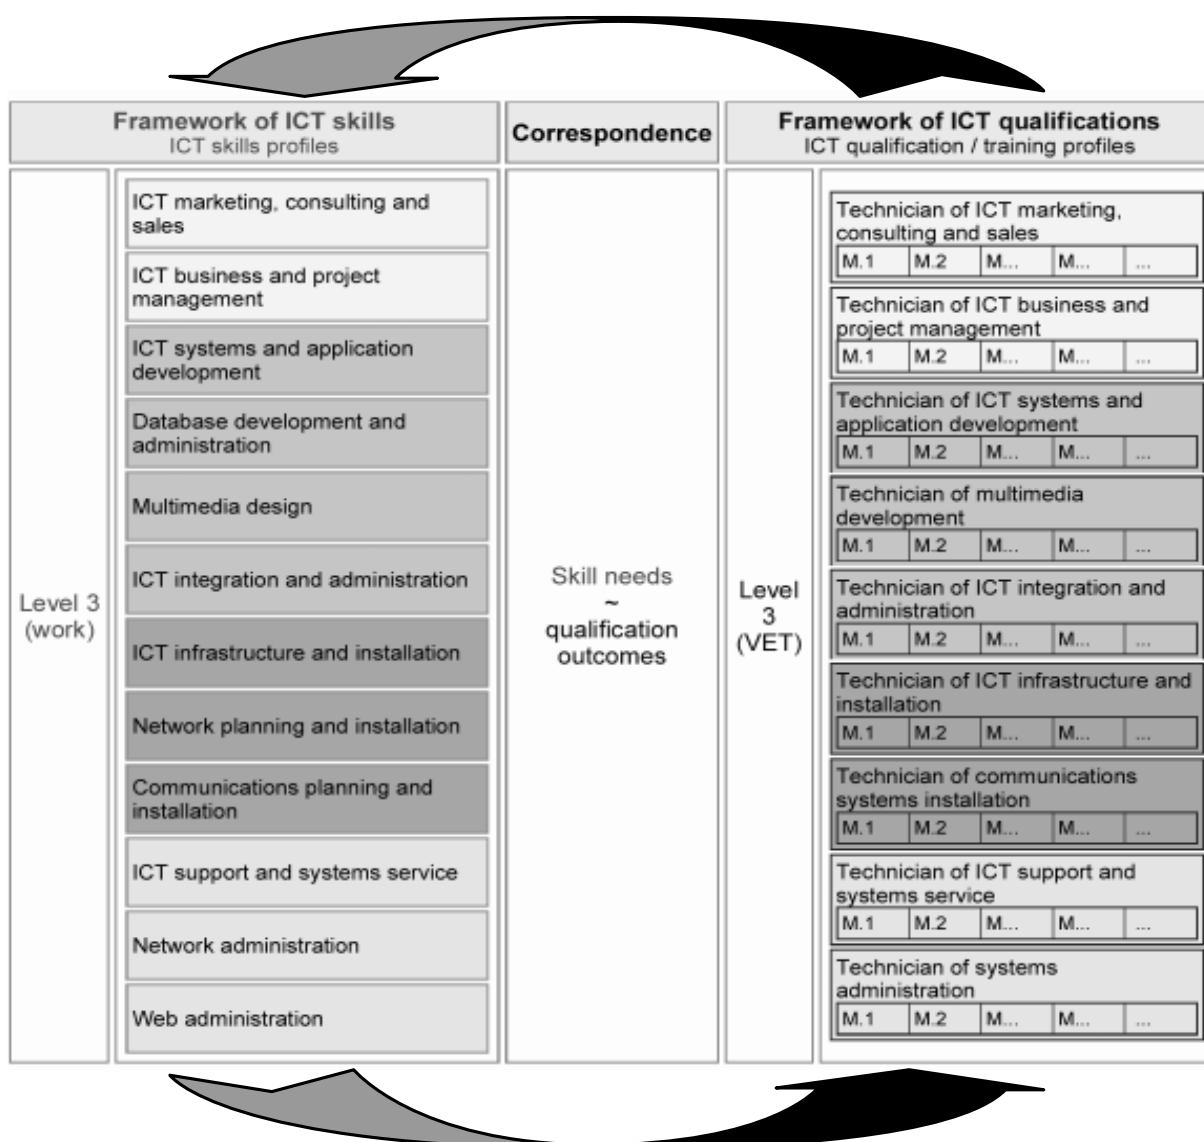 Framework of ICT skills
ICT skills profiles
Correspondence
Framework of ICT qualifications
ICT qualification / training profiles
Level 3
(work)
ICT marketing, consulting and
sales
ICT business and project
management
ICT systems and application
development
Database development and
administration
Multimedia design
ICT integration and administration
ICT infrastructure and installation
Network planning and installation
Communications planning and
installation
ICT support and systems service
Network administration
Web administration
Skill needs
~
qualification
outcomes
Level
3
(VET)
Technician of ICT marketing,
consulting and sales
M.1 M.2 M... M... ...
Technician of ICT business and
project management
M.1 M.2 M... M... ...
Technician of ICT systems and
application development
M.1 M.2 M... M... ...
Technician of multimedia
development
M.1 M.2 M... M... ...
Technician of ICT integration and
administration
M.1 M.2 M... M... ...
Technician of ICT infrastructure and
installation
M.1 M.2 M... M... ...
Technician of communications
systems installation
M.1 M.2 M... M... ...
Technician of ICT support and
systems service
M.1 M.2 M... M... ...
Technician of systems
administration
M.1 M.2 M... M... ...